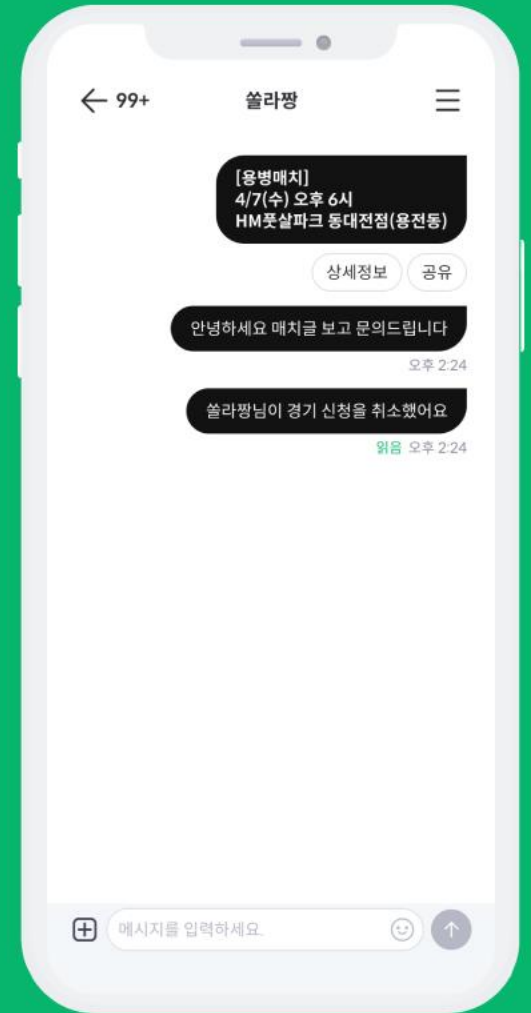 99+ 쏠라짱
[용병매치]
4/7(수) 오후 6시
HM풋살파크 동대전점(용전동)
상세정보 공유
안녕하세요 매치글 보고 문의드립니다
오후 2:24
쏠라짱님이 경기 신청을 취소했어요
읽음 오후 2:24
메시지를 입력하세요.